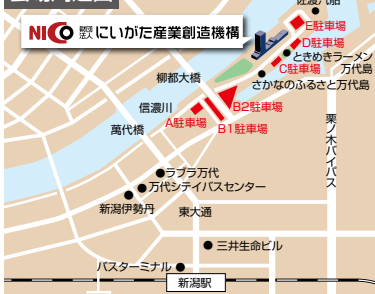 佐渡汽船
E駐車場
NICO 財団法人 にいがた産業創造機構
D駐車場
ときめきラーメン
万代島
C駐車場
柳都大橋
さかなのふるさと万代島
信濃川
B2駐車場
A駐車場
B1駐車場
萬代橋
栗ノ木バイパス
ラブラ万代
万代シテイバスセンター
新潟伊勢丹
東大通
三井生命ビル
バスターミナル
新潟駅